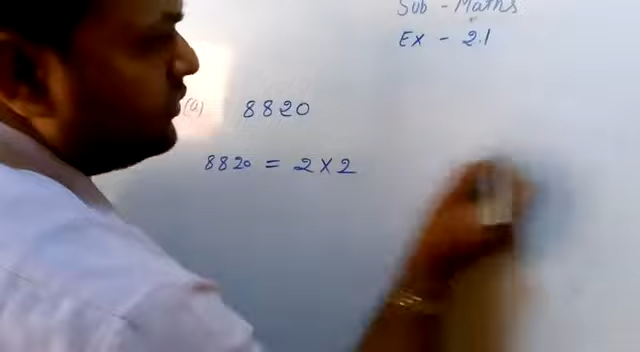 Sub - Maths
Ex - 2.1
(a) 8820
8820 = 2 x 2